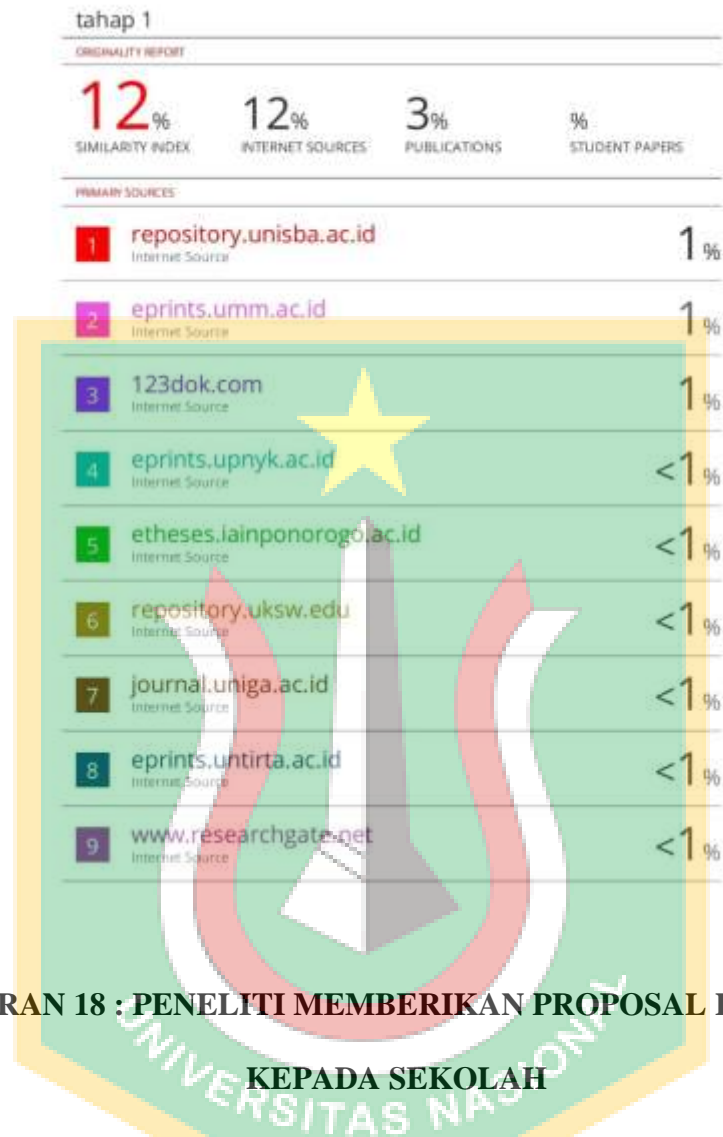 tahap 1
ORIGINALITY REPORT
12% 12% 3% %
SIMILARITY INDEX INTERNET SOURCES PUBLICATIONS STUDENT PAPERS
PRIMARY SOURCES
1 repository.unisba.ac.id 1%
Internet Source
2 eprints.umm.ac.id 1%
Internet Source
3 123dok.com 1%
Internet Source
4 eprints.upnyk.ac.id <1%
Internet Source
5 etheses.iainponorogo.ac.id <1%
Internet Source
6 repository.uksw.edu <1%
Internet Source
7 journal.uniga.ac.id <1%
Internet Source
8 eprints.untirta.ac.id <1%
Internet Source
9 www.researchgate.net <1%
Internet Source
RAN 18 : PENELITI MEMBERIKAN PROPOSAL
KEPADA SEKOLAH
UNIVERSITAS NASIONAL